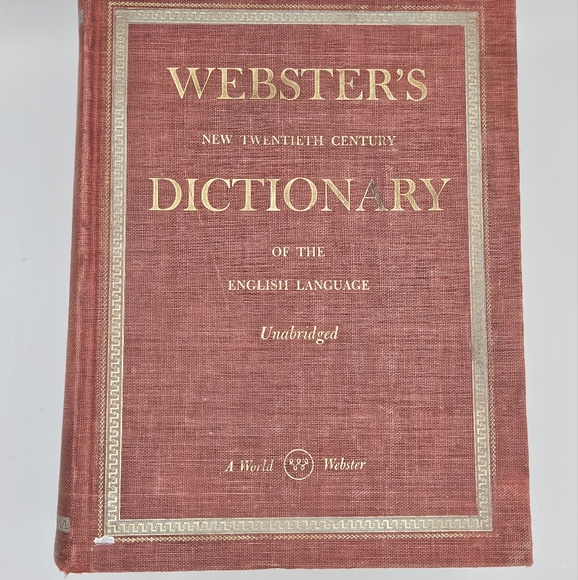 WEBSTER'S
NEW TWENTIETH CENTURY
DICTIONARY
OF THE
ENGLISH LANGUAGE
Unabridged
A World Webster